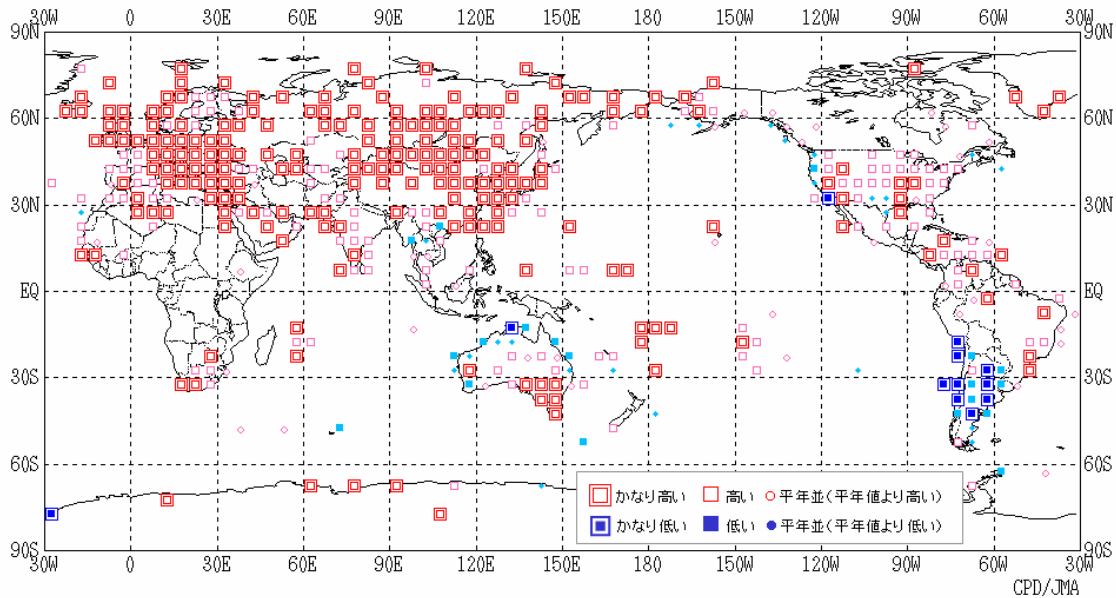 30W 0 30E 60E 90E 120E 150E 180 150W 120W 90W 60W 30W
90N 90N
60N 60N
30N 30N
EQ EQ
30S 30S
60S 60S
かなり高い 高い 平年並(平年値より高い)
かなり低い 低い 平年並(平年値より低い)
90S 90S
30W 0 30E 60E 90E 120E 150E 180 150W 120W 90W 60W 30W
CPD/JMA